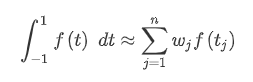 ∫_{-1}^{1} f(t) dt ≈ ∑_{j=1}^{n} w_j f(t_j)